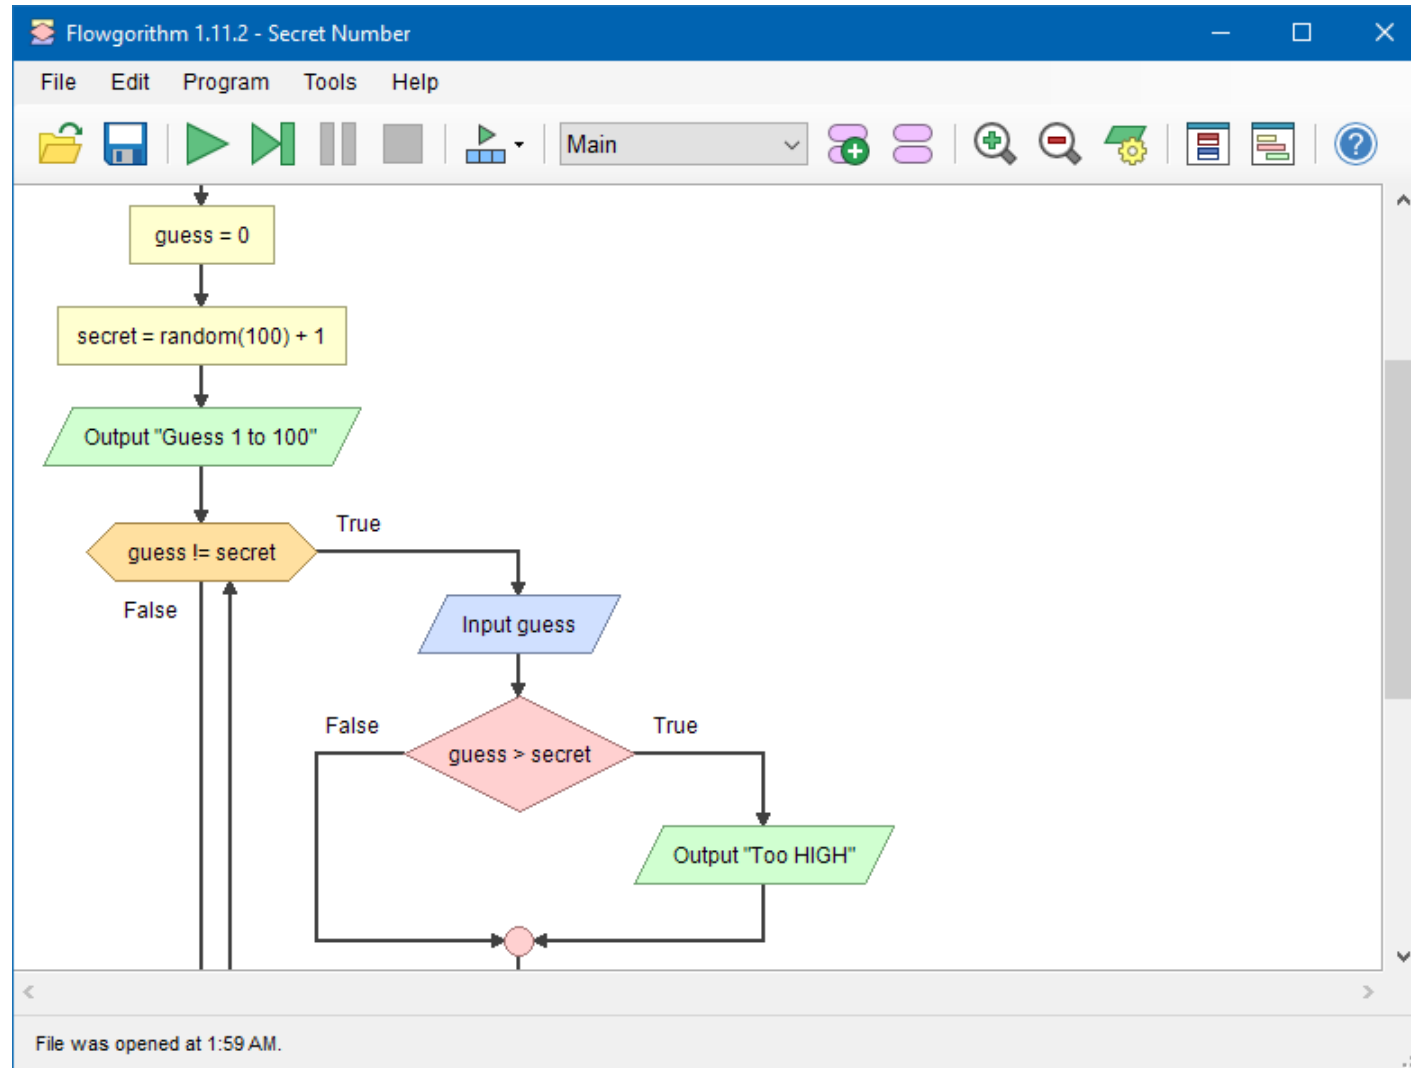 Flowgorithm 1.11.2 - Secret Number
File Edit Program Tools Help
Main
guess = 0
secret = random(100) + 1
Output "Guess 1 to 100"
True
guess != secret
False
Input guess
False True
guess > secret
Output "Too HIGH"
File was opened at 1:59 AM.